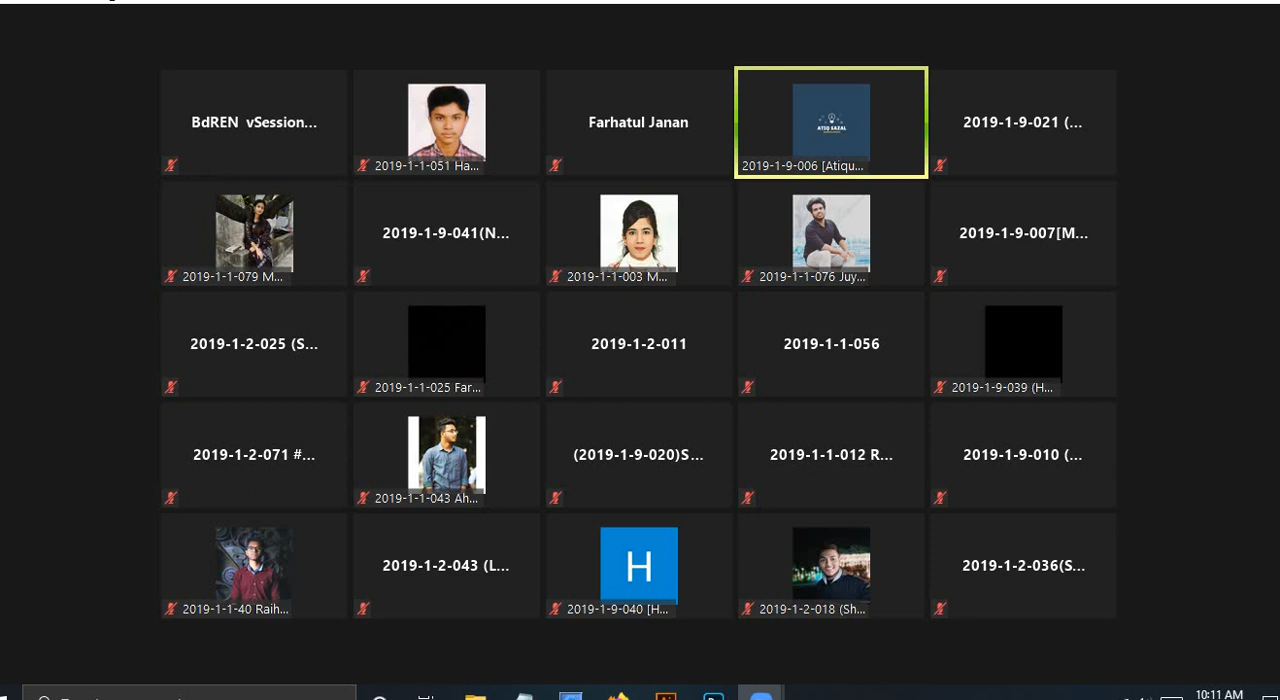 BdREN vSession...
2019-1-1-051 Ha...
Farhatul Janan
ATIQ SAZAL
2019-1-9-006 [Atiqu...
2019-1-9-021 (...
2019-1-1-079 M...
2019-1-9-041(N...
2019-1-1-003 M...
2019-1-1-076 Juy...
2019-1-9-007[M...
2019-1-2-025 (S...
2019-1-1-025 Far...
2019-1-2-011
2019-1-1-056
2019-1-9-039 (H...
2019-1-2-071 #...
2019-1-1-043 Ah...
(2019-1-9-020)S...
2019-1-1-012 R...
2019-1-9-010 (...
2019-1-1-40 Raih...
2019-1-2-043 (L...
H
2019-1-9-040 [H...
2019-1-2-018 (Sh...
2019-1-2-036(S...
10:11 AM